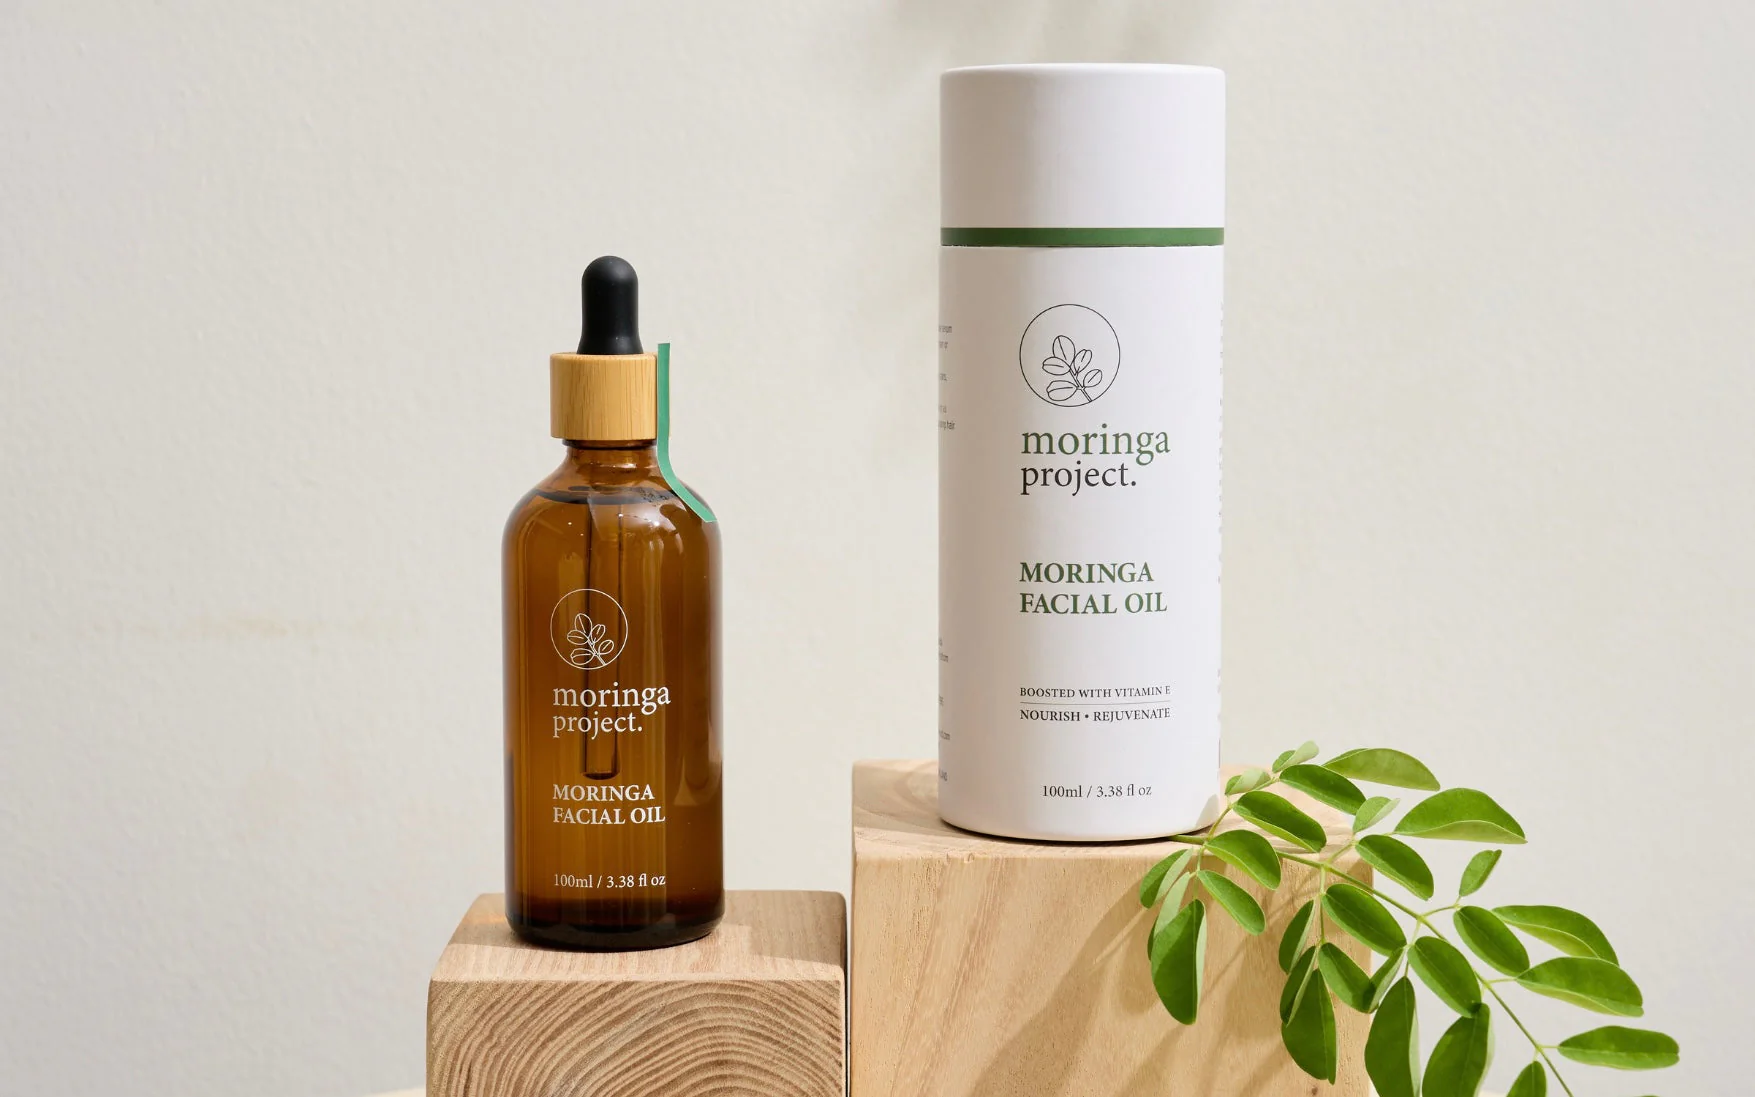 moringa
project.
MORINGA
FACIAL OIL
100ml / 3.38 fl oz
moringa
project.
MORINGA
FACIAL OIL
BOOSTED WITH VITAMIN E
NOURISH • REJUVENATE
100ml / 3.38 fl oz